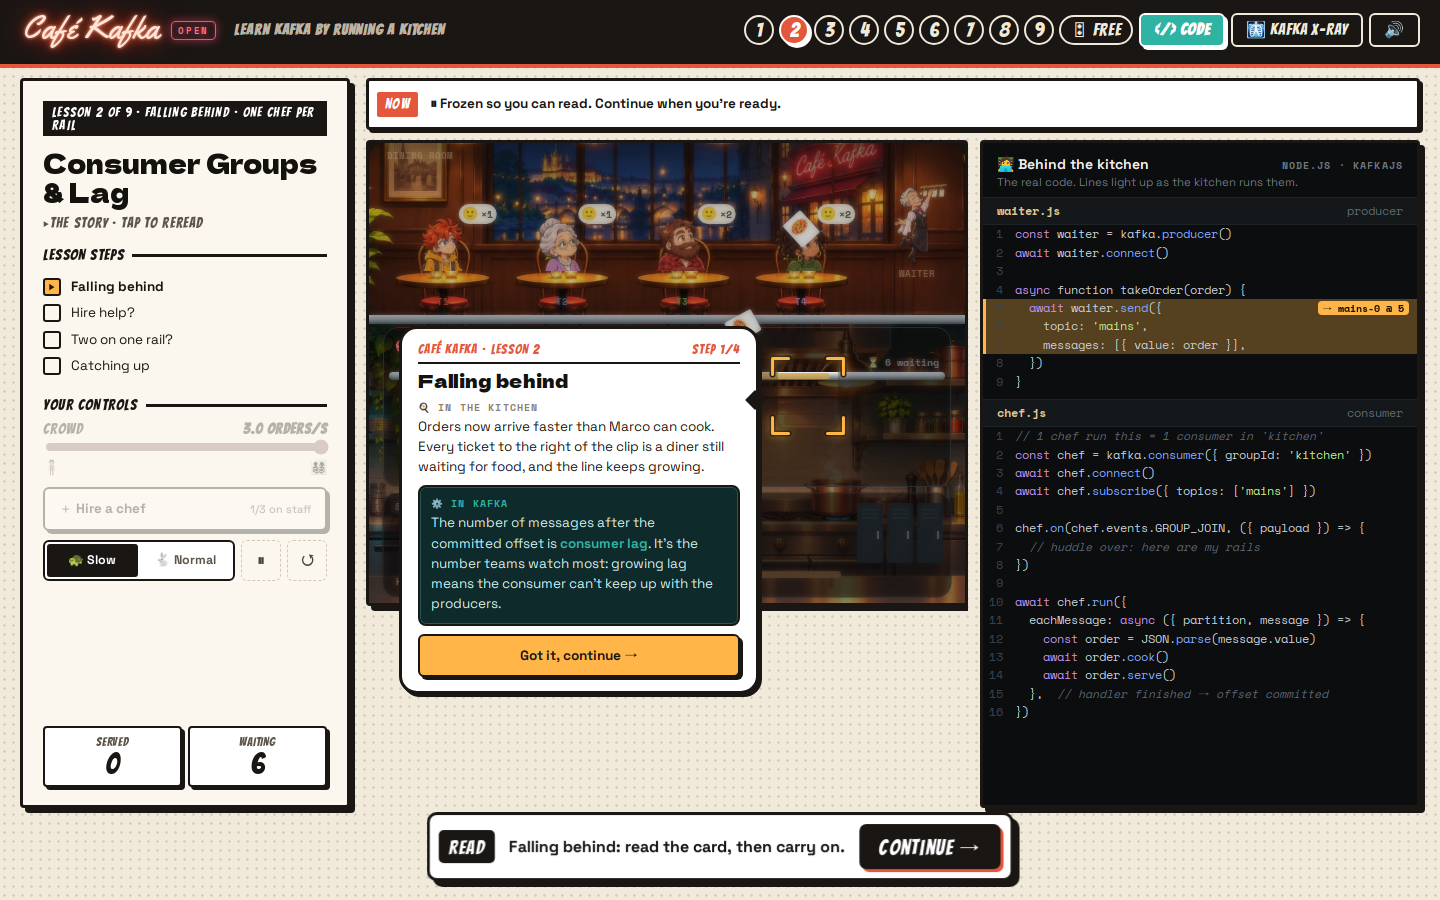 Café Kafka
OPEN
LEARN KAFKA BY RUNNING A KITCHEN
1 2 3 4 5 6 7 8 9
FREE
</> CODE
KAFKA X-RAY
LESSON 2 OF 9 · FALLING BEHIND · ONE CHEF PER
RAIL
Consumer Groups
& Lag
▸THE STORY · TAP TO REREAD
LESSON STEPS
Falling behind
Hire help?
Two on one rail?
Catching up
YOUR CONTROLS
CROWD 3.0 ORDERS/S
+ Hire a chef 1/3 on staff
Slow Normal
SERVED
0
WAITING
6
NOW
Frozen so you can read. Continue when you're ready.
DINING ROOM
Café Kafka
×1
×1
×2
×2
WAITER
T1 T2 T3 T4
6 waiting
CAFÉ KAFKA · LESSON 2 STEP 1/4
Falling behind
IN THE KITCHEN
Orders now arrive faster than Marco can cook.
Every ticket to the right of the clip is a diner still
waiting for food, and the line keeps growing.
IN KAFKA
The number of messages after the
committed offset is consumer lag. It's the
number teams watch most: growing lag
means the consumer can't keep up with the
producers.
Got it, continue →
Behind the kitchen NODE.JS · KAFKAJS
The real code. Lines light up as the kitchen runs them.
waiter.js producer
1 const waiter = kafka.producer()
2 await waiter.connect()
3
4 async function takeOrder(order) {
await waiter.send({ → mains-0 @ 5
topic: 'mains',
messages: [{ value: order }],
8 })
9 }
chef.js consumer
1 // 1 chef run this = 1 consumer in 'kitchen'
2 const chef = kafka.consumer({ groupId: 'kitchen' })
3 await chef.connect()
4 await chef.subscribe({ topics: ['mains'] })
5
6 chef.on(chef.events.GROUP_JOIN, ({ payload }) => {
7 // huddle over: here are my rails
8 })
9
10 await chef.run({
11 eachMessage: async ({ partition, message }) => {
12 const order = JSON.parse(message.value)
13 await order.cook()
14 await order.serve()
15 }, // handler finished → offset committed
16 })
READ
Falling behind: read the card, then carry on.
CONTINUE →